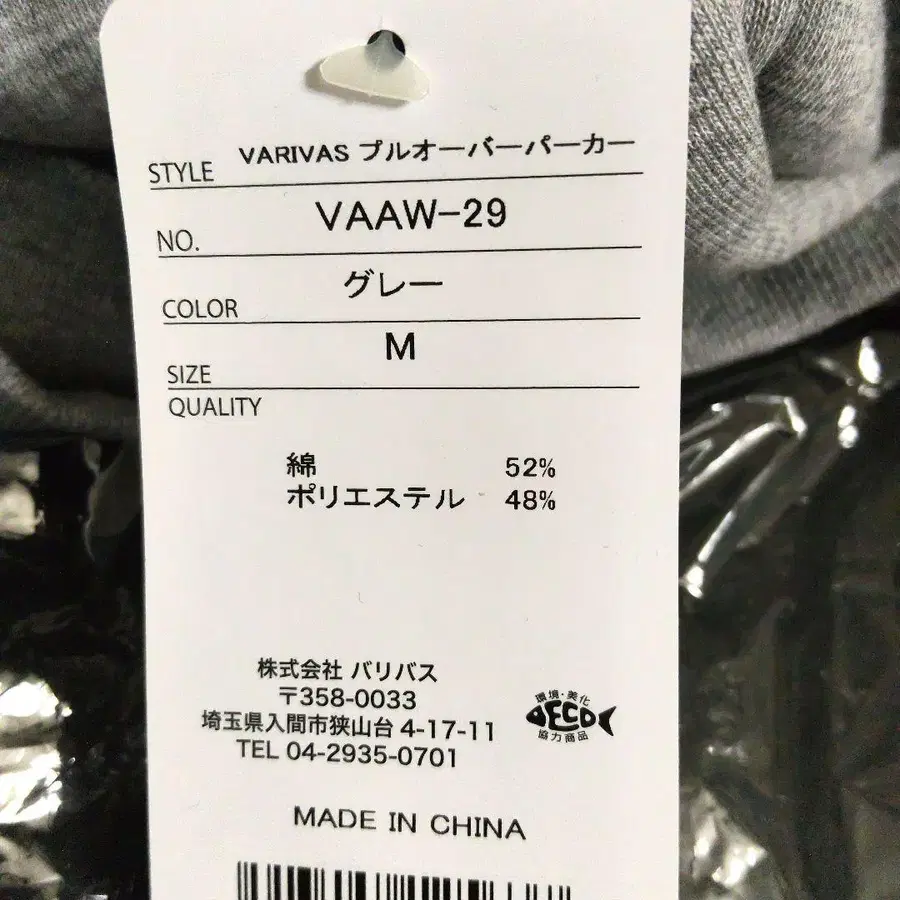 STYLE VARIVAS プルオーバーパーカー
NO. VAAW-29
COLOR グレー
SIZE M
QUALITY
綿 52%
ポリエステル 48%
株式会社 バリバス
〒358-0033
埼玉県入間市狭山台 4-17-11
TEL 04-2935-0701
環境・美化
ECO
協力商品
MADE IN CHINA